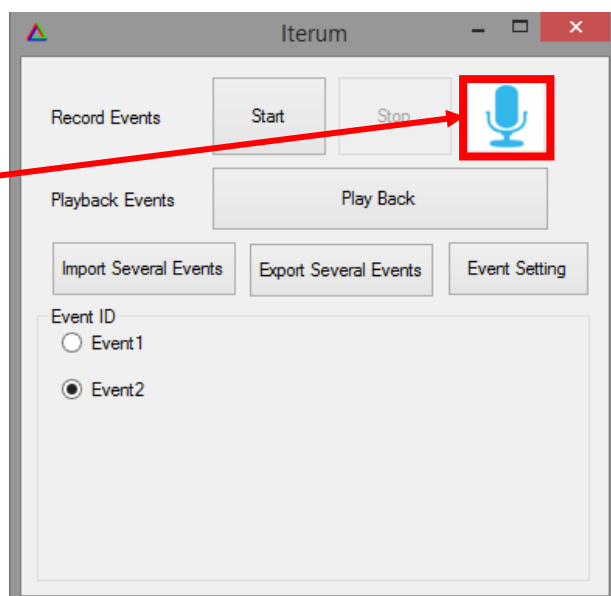 Iterum
Record Events
Start
Stop
Playback Events
Play Back
Import Several Events
Export Several Events
Event Setting
Event ID
Event1
Event2